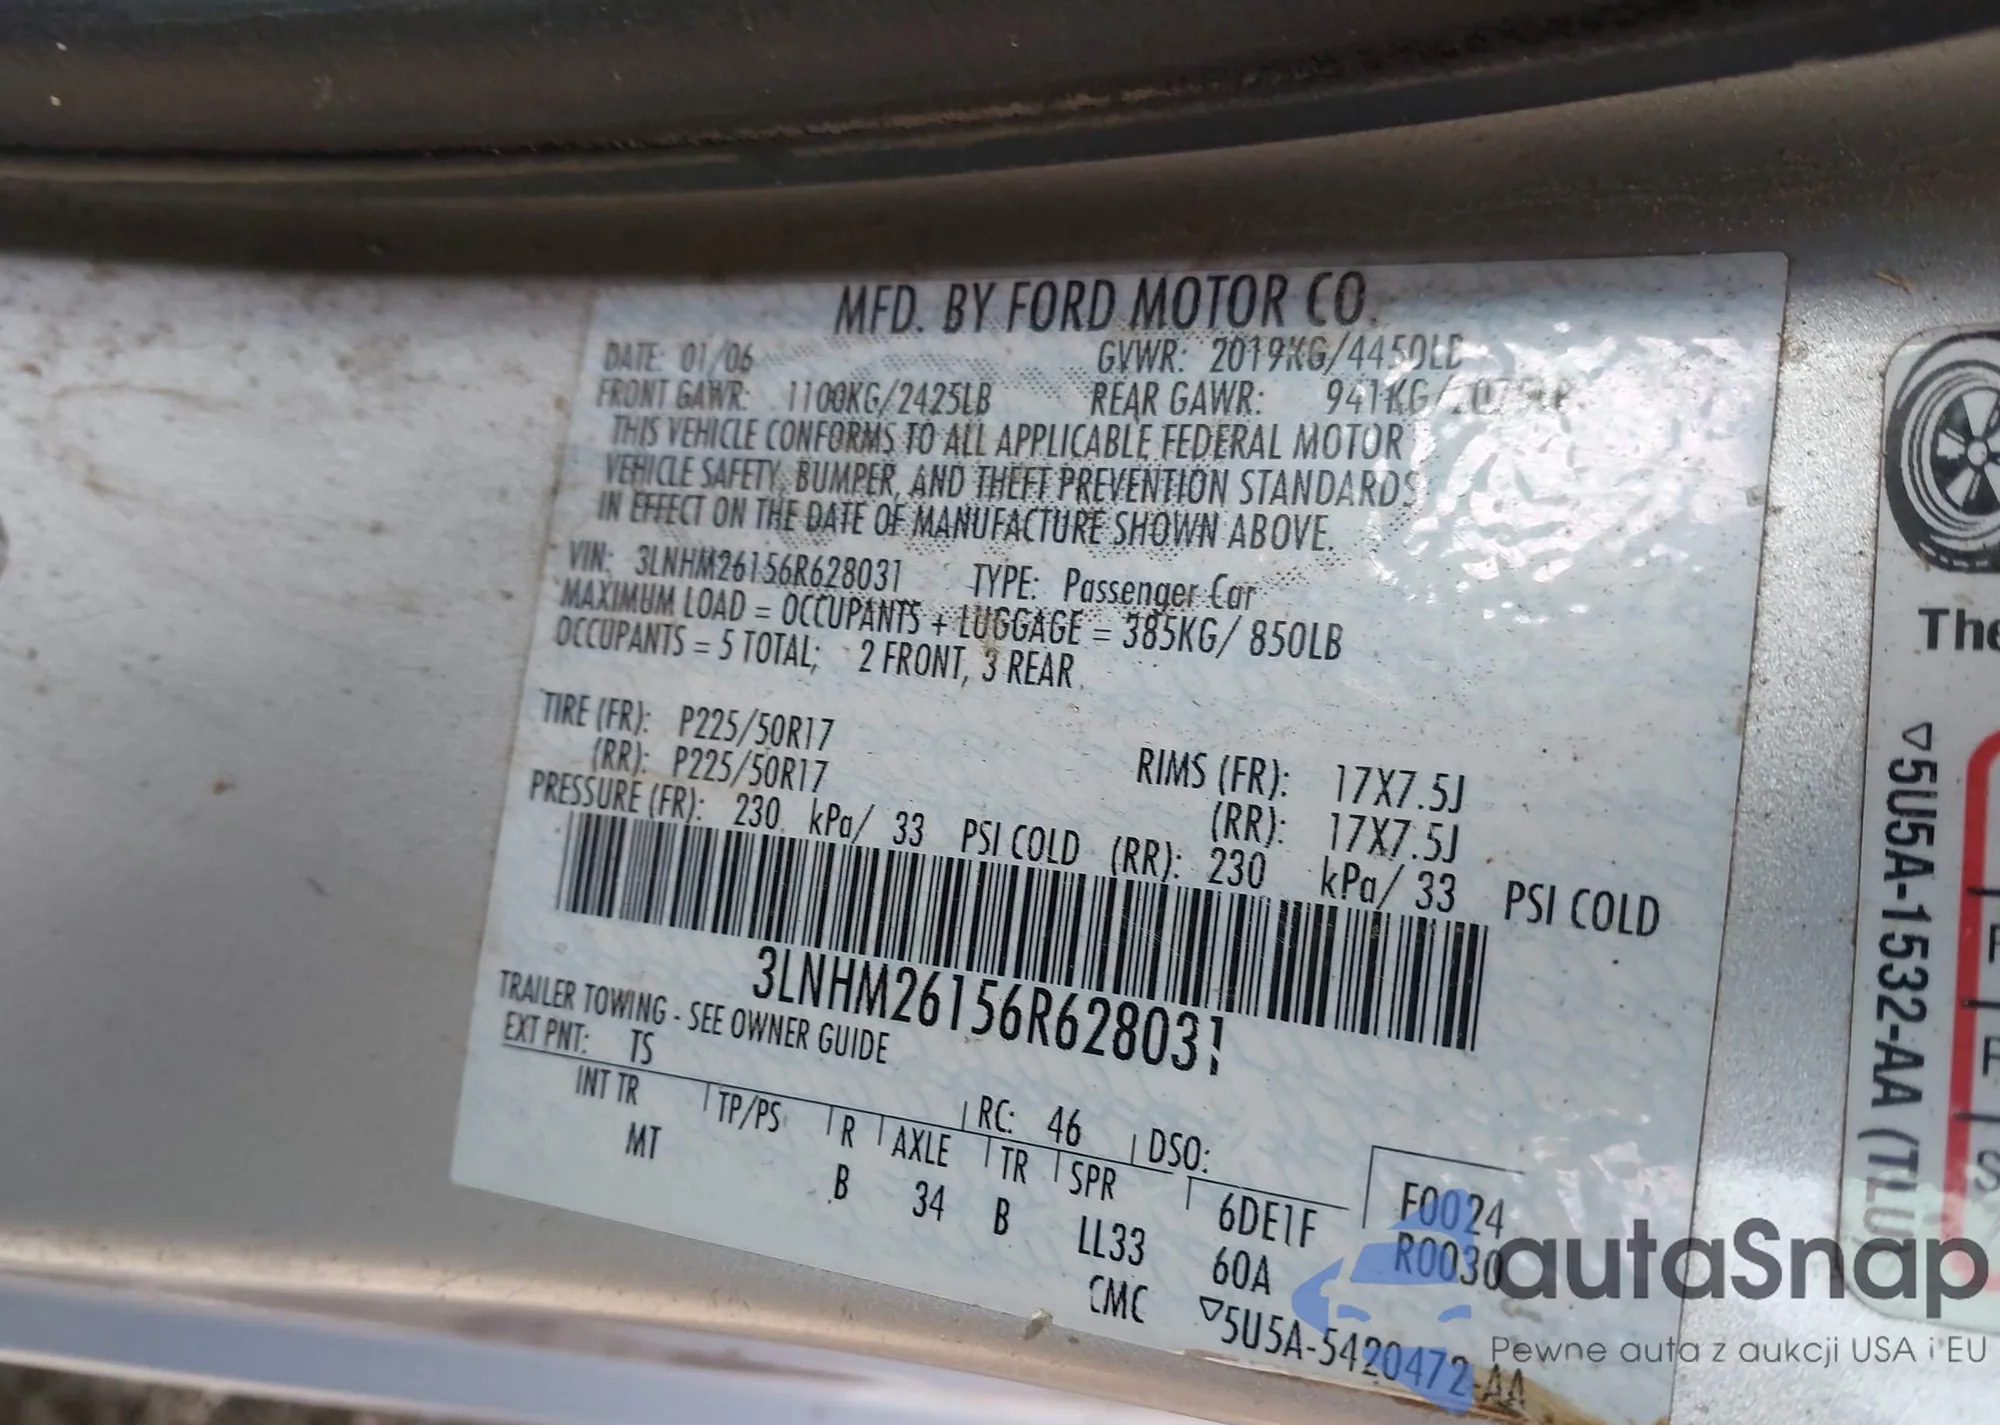 MFD. BY FORD MOTOR CO.
DATE: 01/06 GVWR: 2019KG/4450LB
FRONT GAWR: 1100KG/2425LB REAR GAWR: 941KG/2075LB
THIS VEHICLE CONFORMS TO ALL APPLICABLE FEDERAL MOTOR
VEHICLE SAFETY, BUMPER, AND THEFT PREVENTION STANDARDS
IN EFFECT ON THE DATE OF MANUFACTURE SHOWN ABOVE.
VIN: 3LNHM26156R628031 TYPE: Passenger Car
MAXIMUM LOAD = OCCUPANTS + LUGGAGE = 385KG/ 850LB
OCCUPANTS = 5 TOTAL; 2 FRONT, 3 REAR
TIRE (FR): P225/50R17 RIMS (FR): 17X7.5J
(RR): P225/50R17 (RR): 17X7.5J
PRESSURE (FR): 230 kPa/ 33 PSI COLD (RR): 230 kPa/ 33 PSI COLD
3LNHM26156R628031
TRAILER TOWING - SEE OWNER GUIDE
EXT PNT: TS RC: 46 DSO: F0024
INT TR TP/PS R AXLE TR SPR 6DE1F R0030
MT B 34 B LL33 60A
CMC ▽5U5A-5420472-AA
The
▽5U5A-1532-AA (TLU)
autoSnap
Pewne auta z aukcji USA i EU